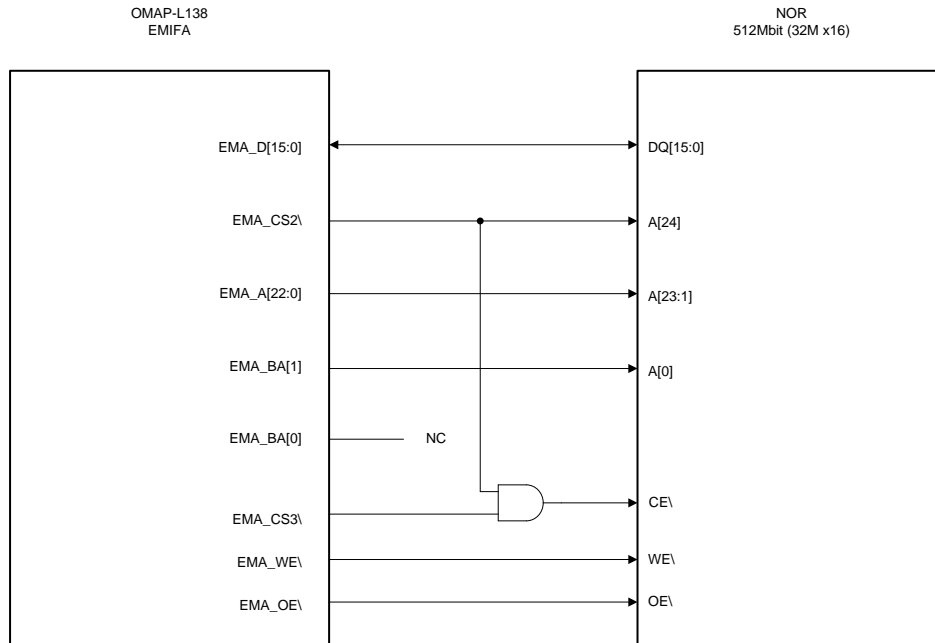 OMAP-L138
EMIFA
NOR
512Mbit (32M x16)
EMA_D[15:0]
DQ[15:0]
EMA_CS2\
A[24]
EMA_A[22:0]
A[23:1]
EMA_BA[1]
A[0]
EMA_BA[0]
NC
CE\
EMA_CS3\
EMA_WE\
WE\
EMA_OE\
OE\